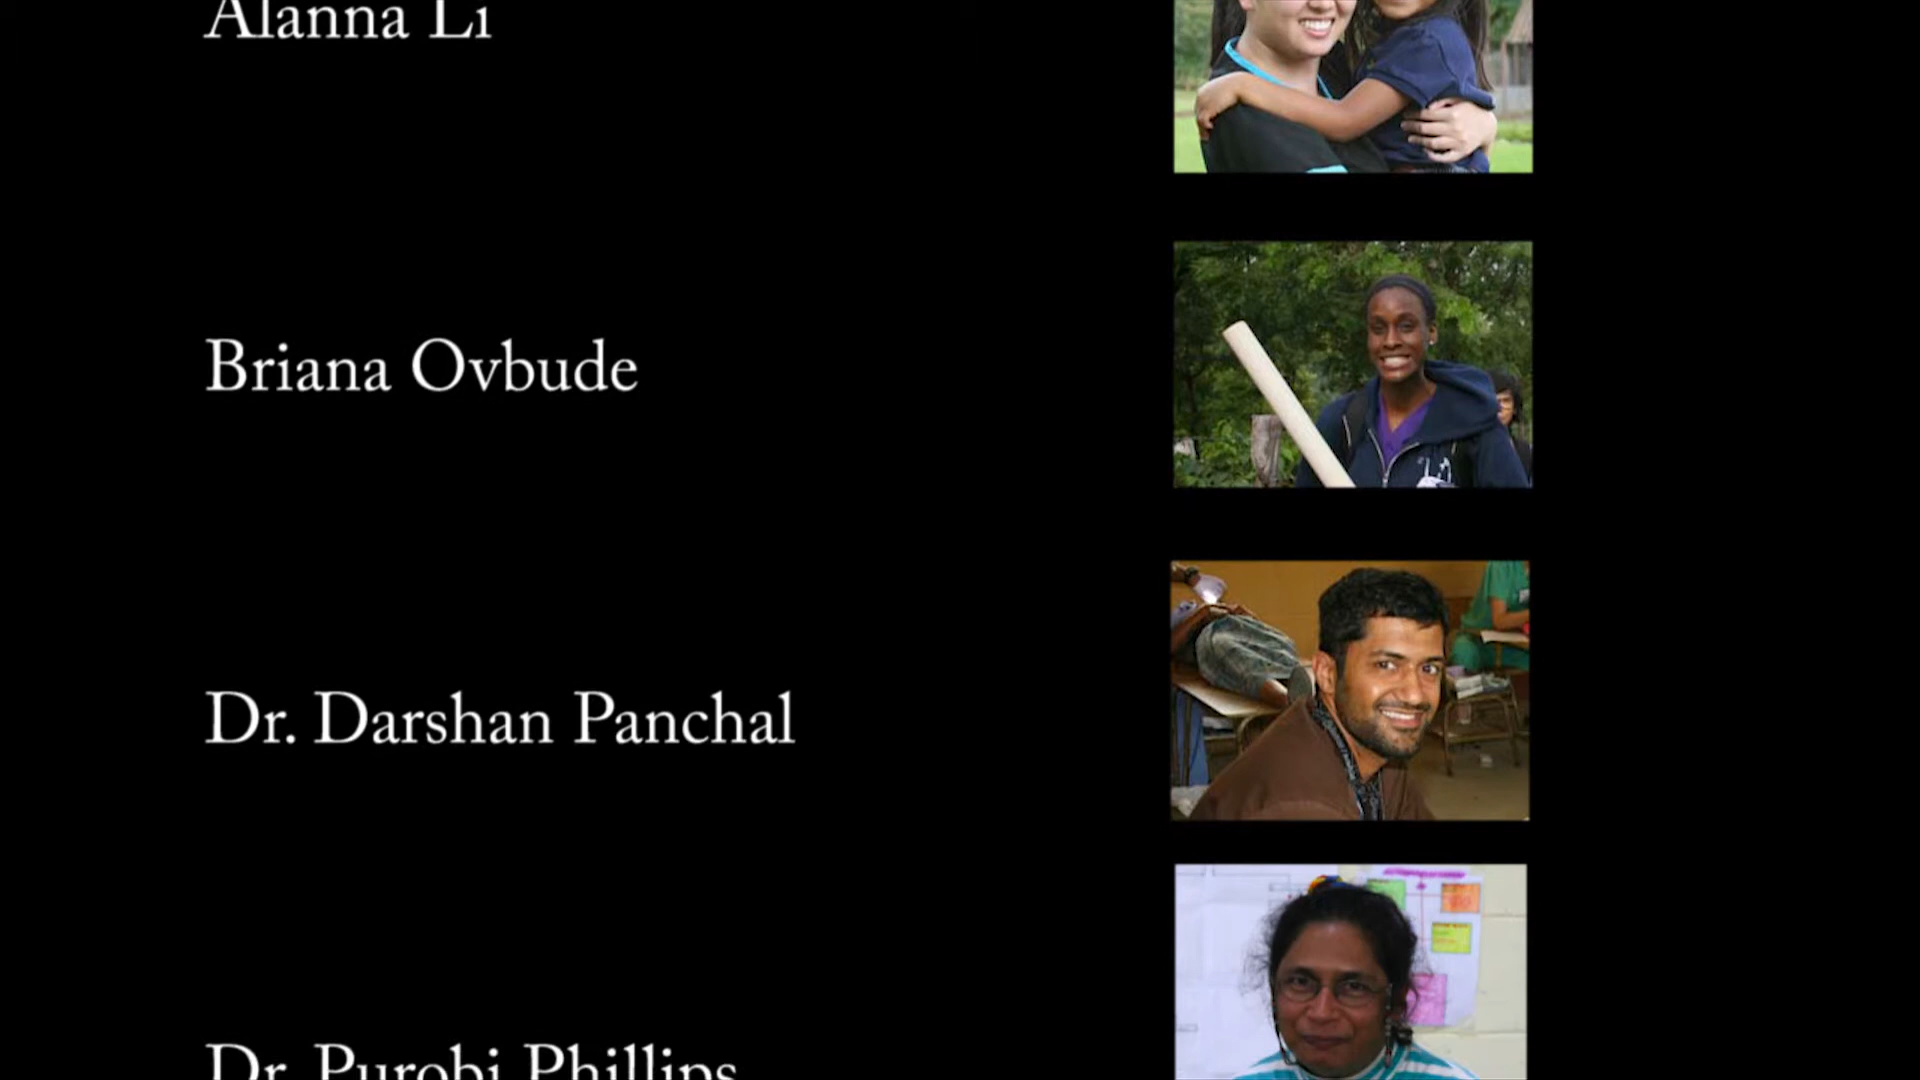 Alanna Li
Briana Ovbude
Dr. Darshan Panchal
Dr. Purobi Phillips